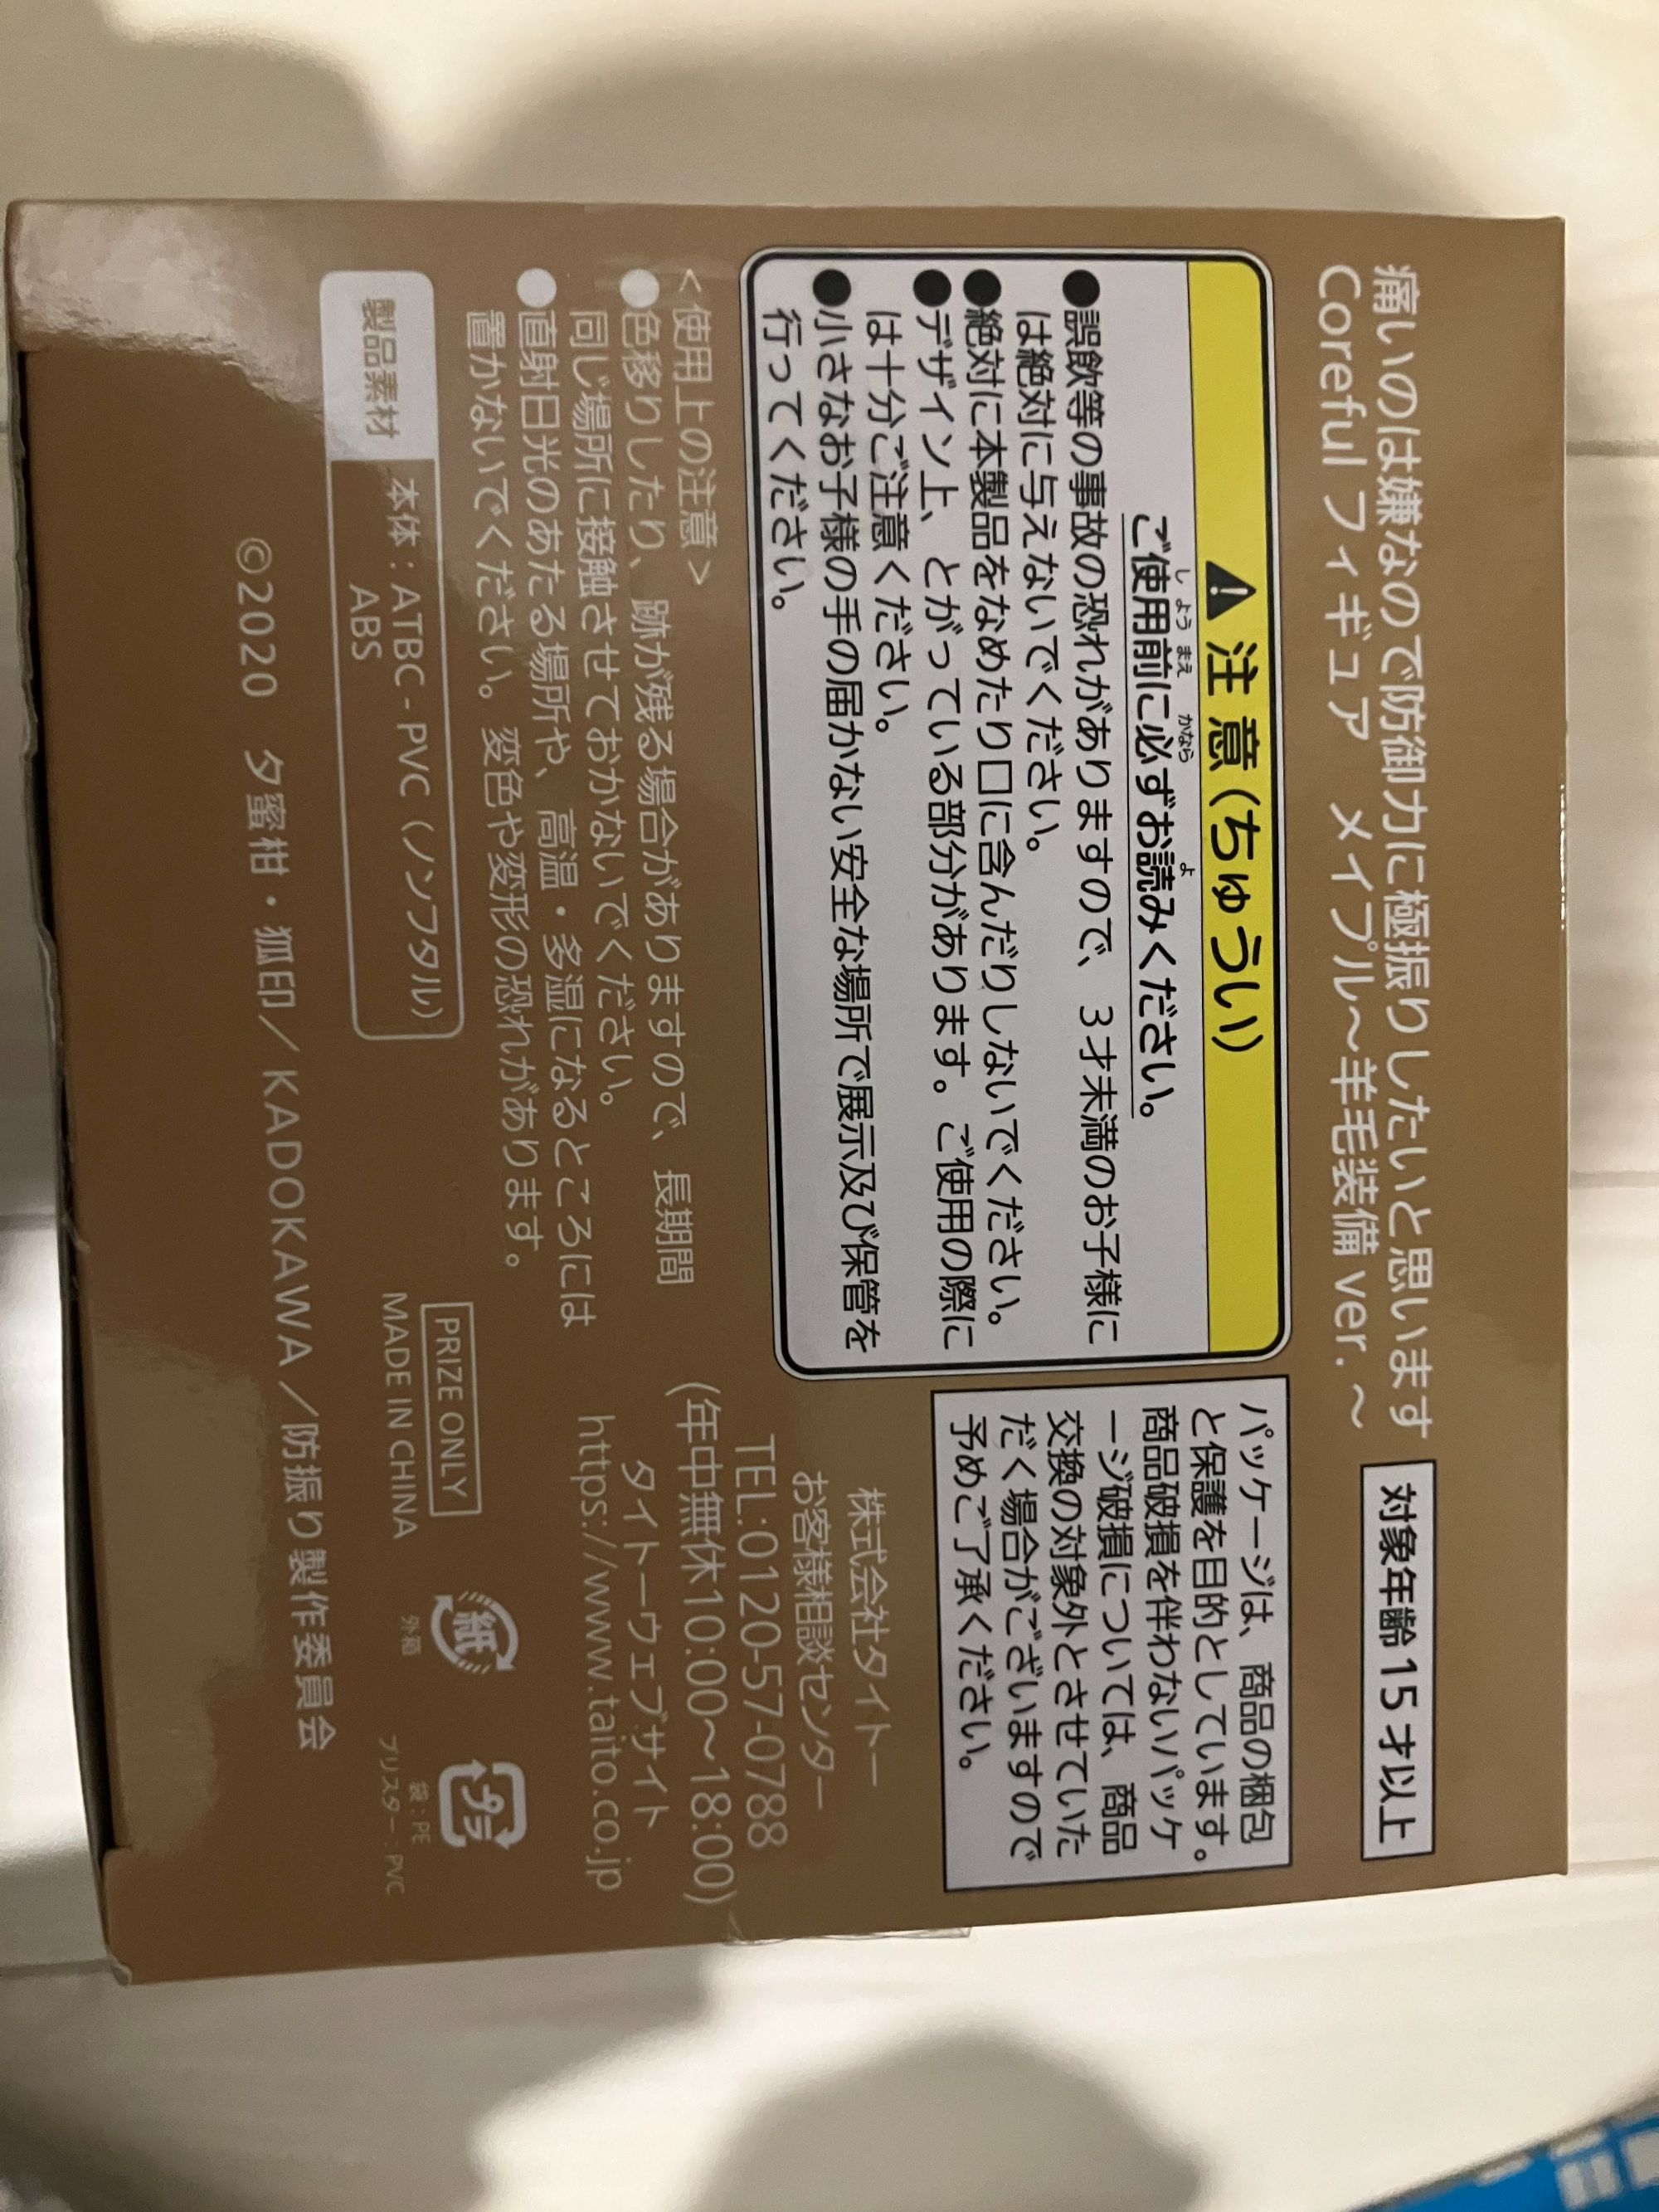 痛いのは嫌なので防御力に極振りしたいと思います
Coreful フィギュア　メイプル〜羊毛装備 ver. 〜
対象年齢15才以上
注意(ちゅうい)
しようまえ かなら よ
ご使用前に必ずお読みください。
●誤飲等の事故の恐れがありますので、3才未満のお子様に
は絶対に与えないでください。
●絶対に本製品をなめたり口に含んだりしないでください。
●デザイン上、とがっている部分があります。ご使用の際に
は十分ご注意ください。
●小さなお子様の手の届かない安全な場所で展示及び保管を
行ってください。
パッケージは、商品の梱包
と保護を目的としています。
商品破損を伴わないパッケ
ージ破損については、商品
交換の対象外とさせていた
だく場合がございますので
予めご了承ください。
<使用上の注意>
●色移りしたり、跡が残る場合がありますので、長期間
同じ場所に接触させておかないでください。
●直射日光のあたる場所や、高温・多湿になるところには
置かないでください。変色や変形の恐れがあります。
株式会社タイトー
お客様相談センター
TEL:0120-57-0788
(年中無休10:00〜18:00)
タイトーウェブサイト
https://www.taito.co.jp
製品素材
本体：ATBC-PVC（ノンフタル）
ABS
PRIZE ONLY
MADE IN CHINA
紙
外箱
プラ
袋：PE
ブリスター：PVC
©2020　夕蜜柑・狐印／KADOKAWA／防振り製作委員会